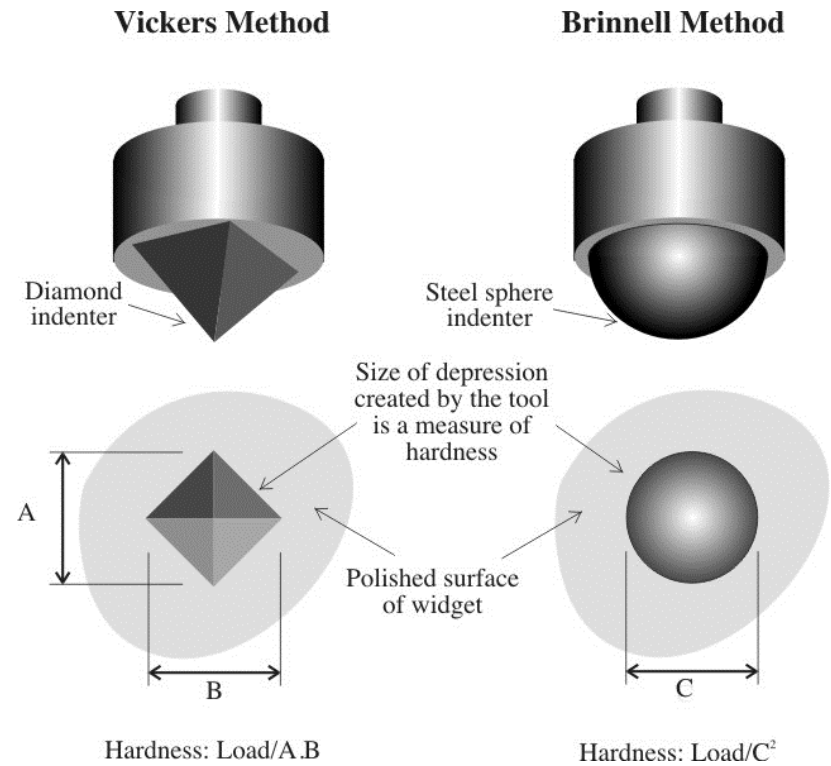 Vickers Method
Brinnell Method
Diamond
indenter
Steel sphere
indenter
Size of depression
created by the tool
is a measure of
hardness
A
Polished surface
of widget
B
C
Hardness: Load/A.B
Hardness: Load/C²